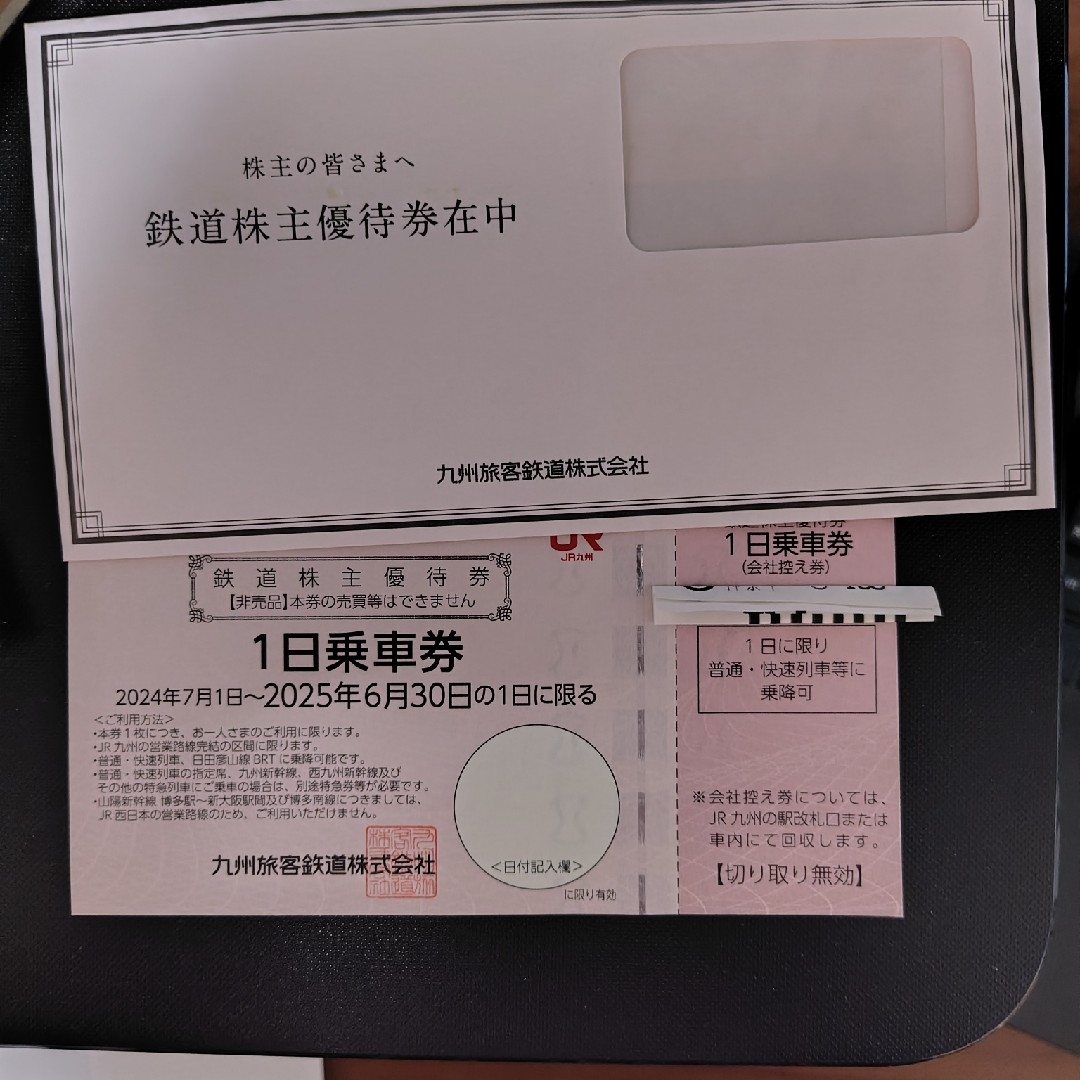 株主の皆さまへ
鉄道株主優待券在中
九州旅客鉄道株式会社
JR九州
鉄道株主優待券
【非売品】本券の売買等はできません
1日乗車券
2024年7月1日〜2025年6月30日の1日に限る
<ご利用方法>
・本券1枚につき、お一人さまのご利用に限ります。
・JR九州の営業路線完結の区間に限ります。
・普通・快速列車、日田彦山線BRTに乗降可能です。
・普通・快速列車の指定席、九州新幹線、西九州新幹線及び
その他の特急列車にご乗車の場合は、別途特急券等が必要です。
・山陽新幹線 博多駅〜新大阪駅間及び博多南線につきましては、
JR西日本の営業路線のため、ご利用いただけません。
九州旅客鉄道株式会社
<日付記入欄>
に限り有効
1日乗車券
(会社控え券)
1日に限り
普通・快速列車等に
乗降可
※会社控え券については、
JR九州の駅改札口または
車内にて回収します。
【切り取り無効】